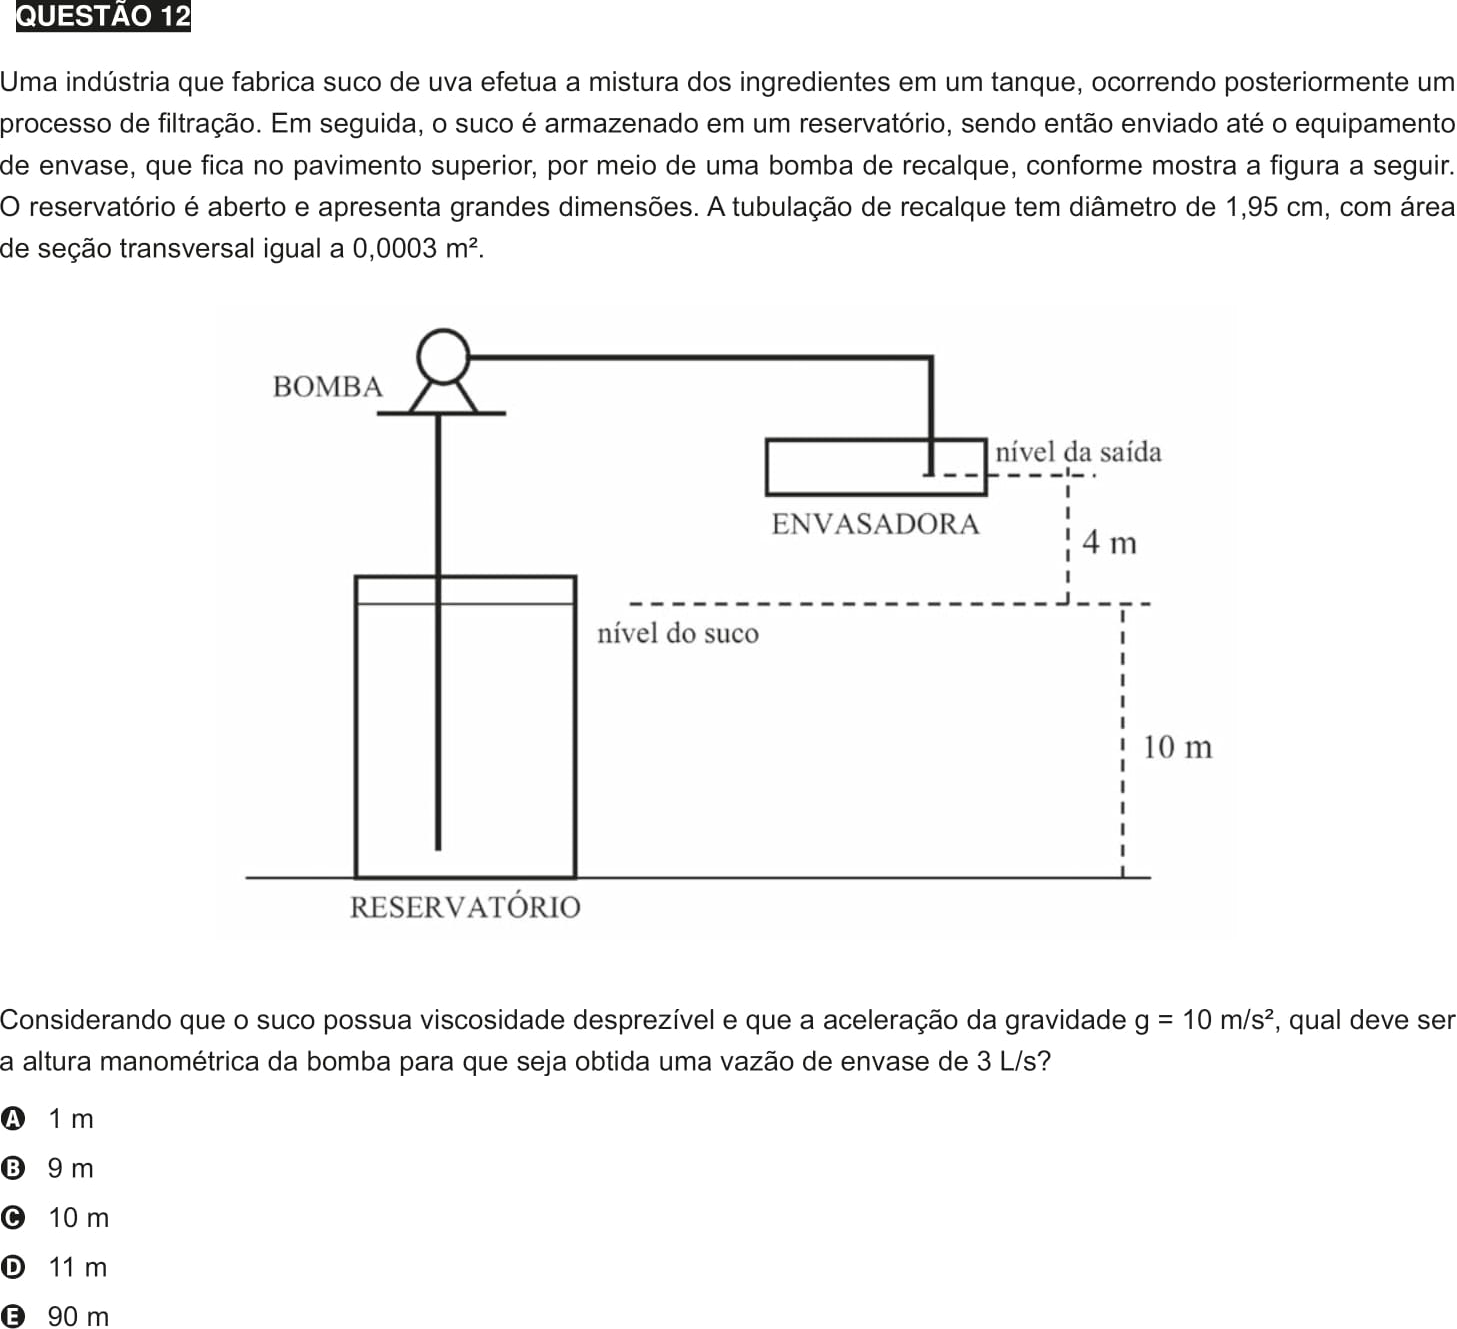 QUESTÃO 12
Uma indústria que fabrica suco de uva efetua a mistura dos ingredientes em um tanque, ocorrendo posteriormente um
processo de filtração. Em seguida, o suco é armazenado em um reservatório, sendo então enviado até o equipamento
de envase, que fica no pavimento superior, por meio de uma bomba de recalque, conforme mostra a figura a seguir.
O reservatório é aberto e apresenta grandes dimensões. A tubulação de recalque tem diâmetro de 1,95 cm, com área
de seção transversal igual a 0,0003 m².
BOMBA
nível da saída
ENVASADORA
4 m
nível do suco
10 m
RESERVATÓRIO
Considerando que o suco possua viscosidade desprezível e que a aceleração da gravidade g = 10 m/s², qual deve ser
a altura manométrica da bomba para que seja obtida uma vazão de envase de 3 L/s?
A 1 m
B 9 m
C 10 m
D 11 m
E 90 m